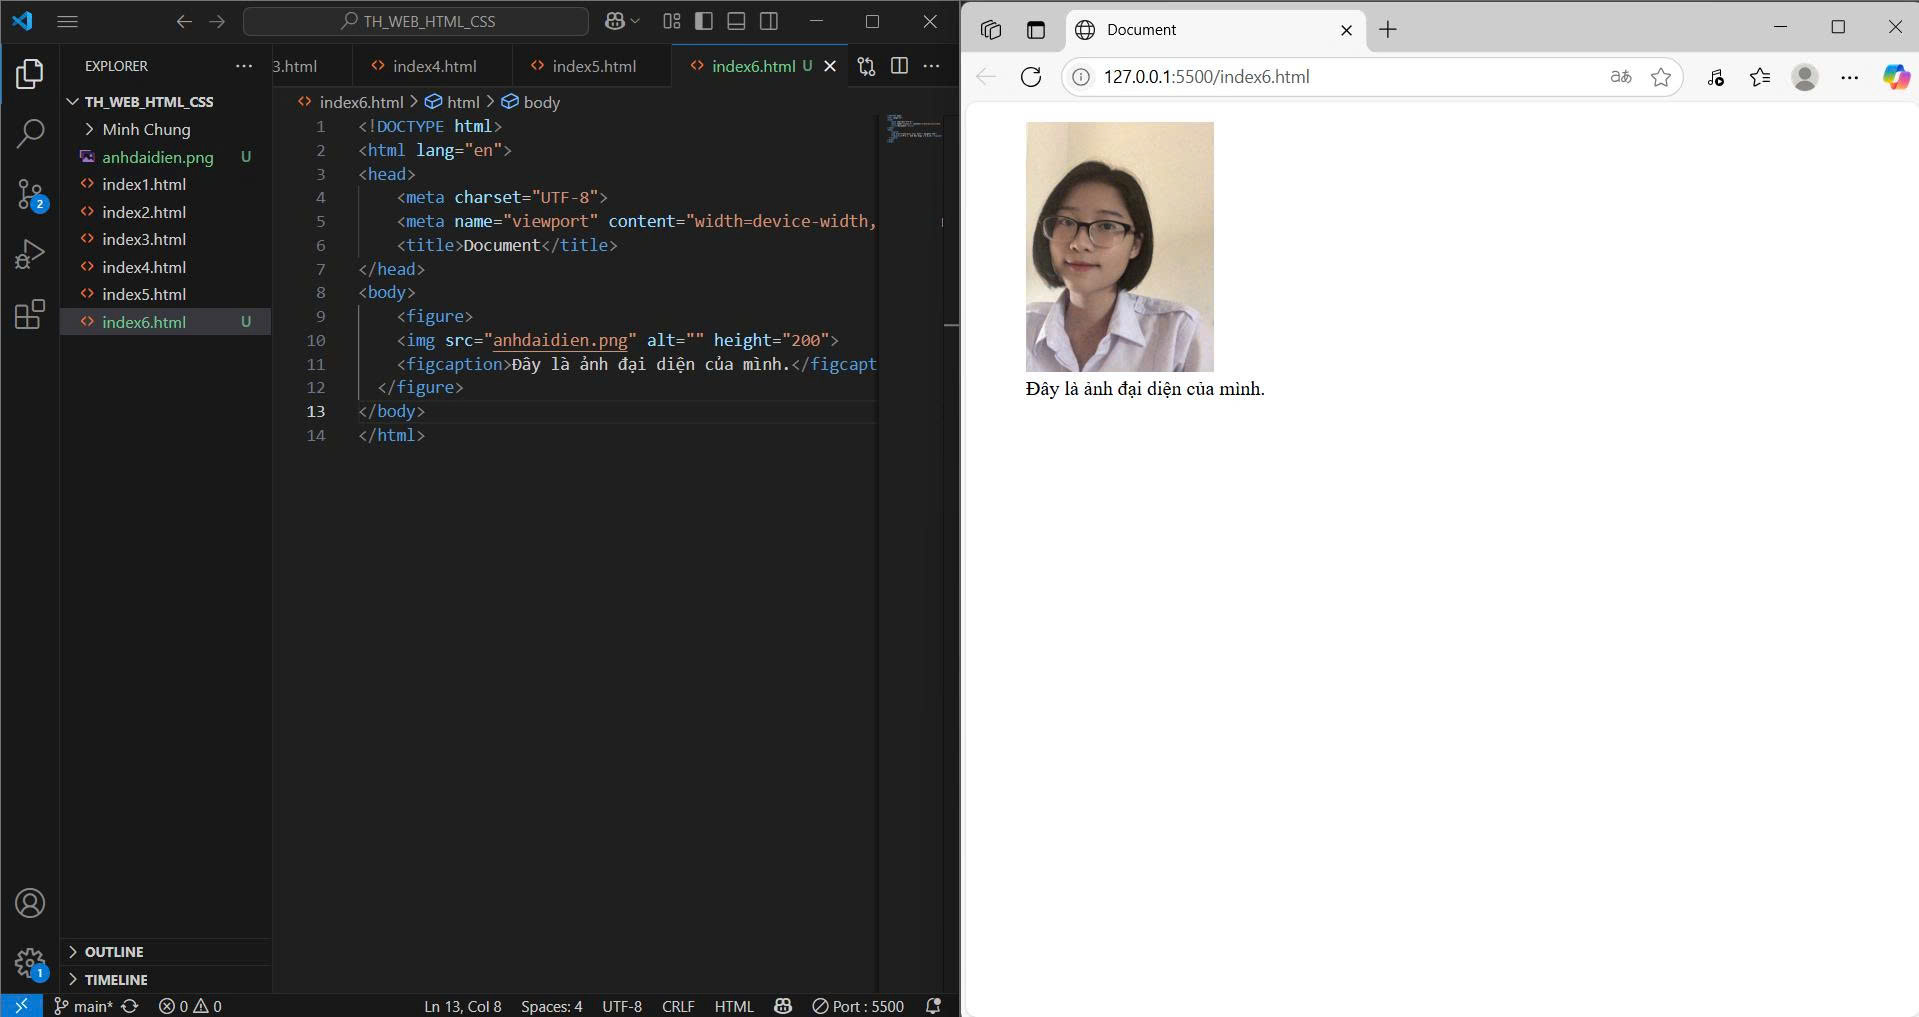 TH_WEB_HTML_CSS
EXPLORER
TH_WEB_HTML_CSS
Minh Chung
anhdaidien.png U
index1.html
index2.html
index3.html
index4.html
index5.html
index6.html U
OUTLINE
TIMELINE
3.html
index4.html
index5.html
index6.html U
index6.html > html > body
1 <!DOCTYPE html>
2 <html lang="en">
3 <head>
4 <meta charset="UTF-8">
5 <meta name="viewport" content="width=device-width,
6 <title>Document</title>
7 </head>
8 <body>
9 <figure>
10 <img src="anhdaidien.png" alt="" height="200">
11 <figcaption>Đây là ảnh đại diện của mình.</figcapt
12 </figure>
13 </body>
14 </html>
2
1
main*
0 0
Ln 13, Col 8
Spaces: 4
UTF-8
CRLF
HTML
Port : 5500
Document
127.0.0.1:5500/index6.html
Đây là ảnh đại diện của mình.